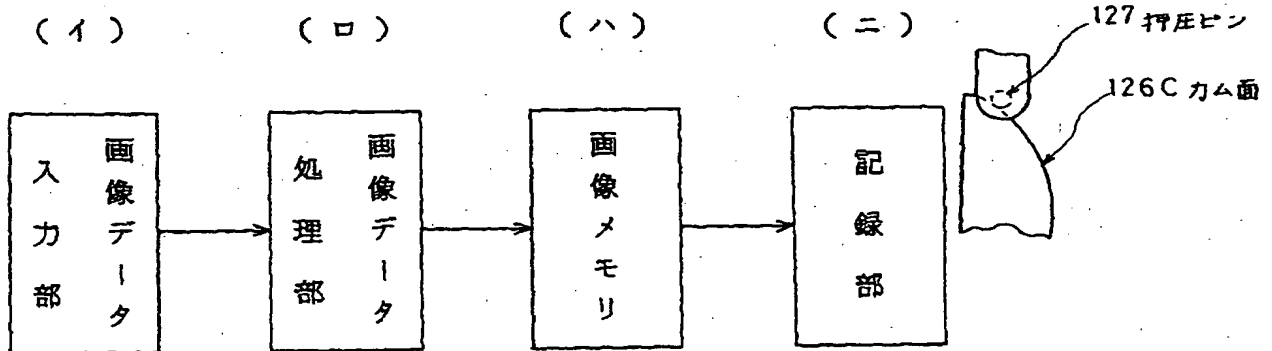 (イ)
(ロ)
(ハ)
(ニ)
127 押圧ピン
126C カム面
画像データ
入力部
画像データ
処理部
画像メモリ
記録部